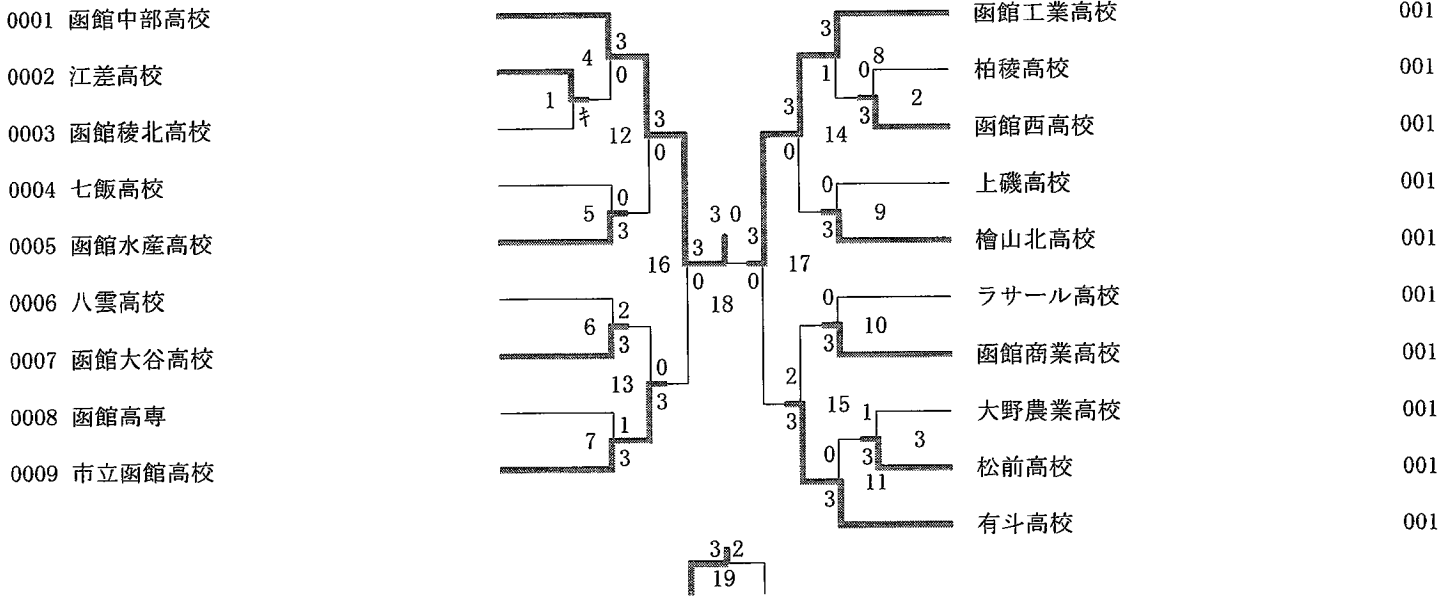 0001 函館中部高校
0002 江差高校
0003 函館稜北高校
0004 七飯高校
0005 函館水産高校
0006 八雲高校
0007 函館大谷高校
0008 函館高専
0009 市立函館高校
3
4
0
1
キ
12
3
0
0
5
3
16
3
0
2
6
3
13
0
3
1
7
3
3 0
18
3
0
17
3
8
1
0
2
3
3
14
0
0
9
3
0
10
3
2
15
3
1
3
3
0
11
3
3 2
19
函館工業高校 001
柏稜高校 001
函館西高校 001
上磯高校 001
檜山北高校 001
ラサール高校 001
函館商業高校 001
大野農業高校 001
松前高校 001
有斗高校 001